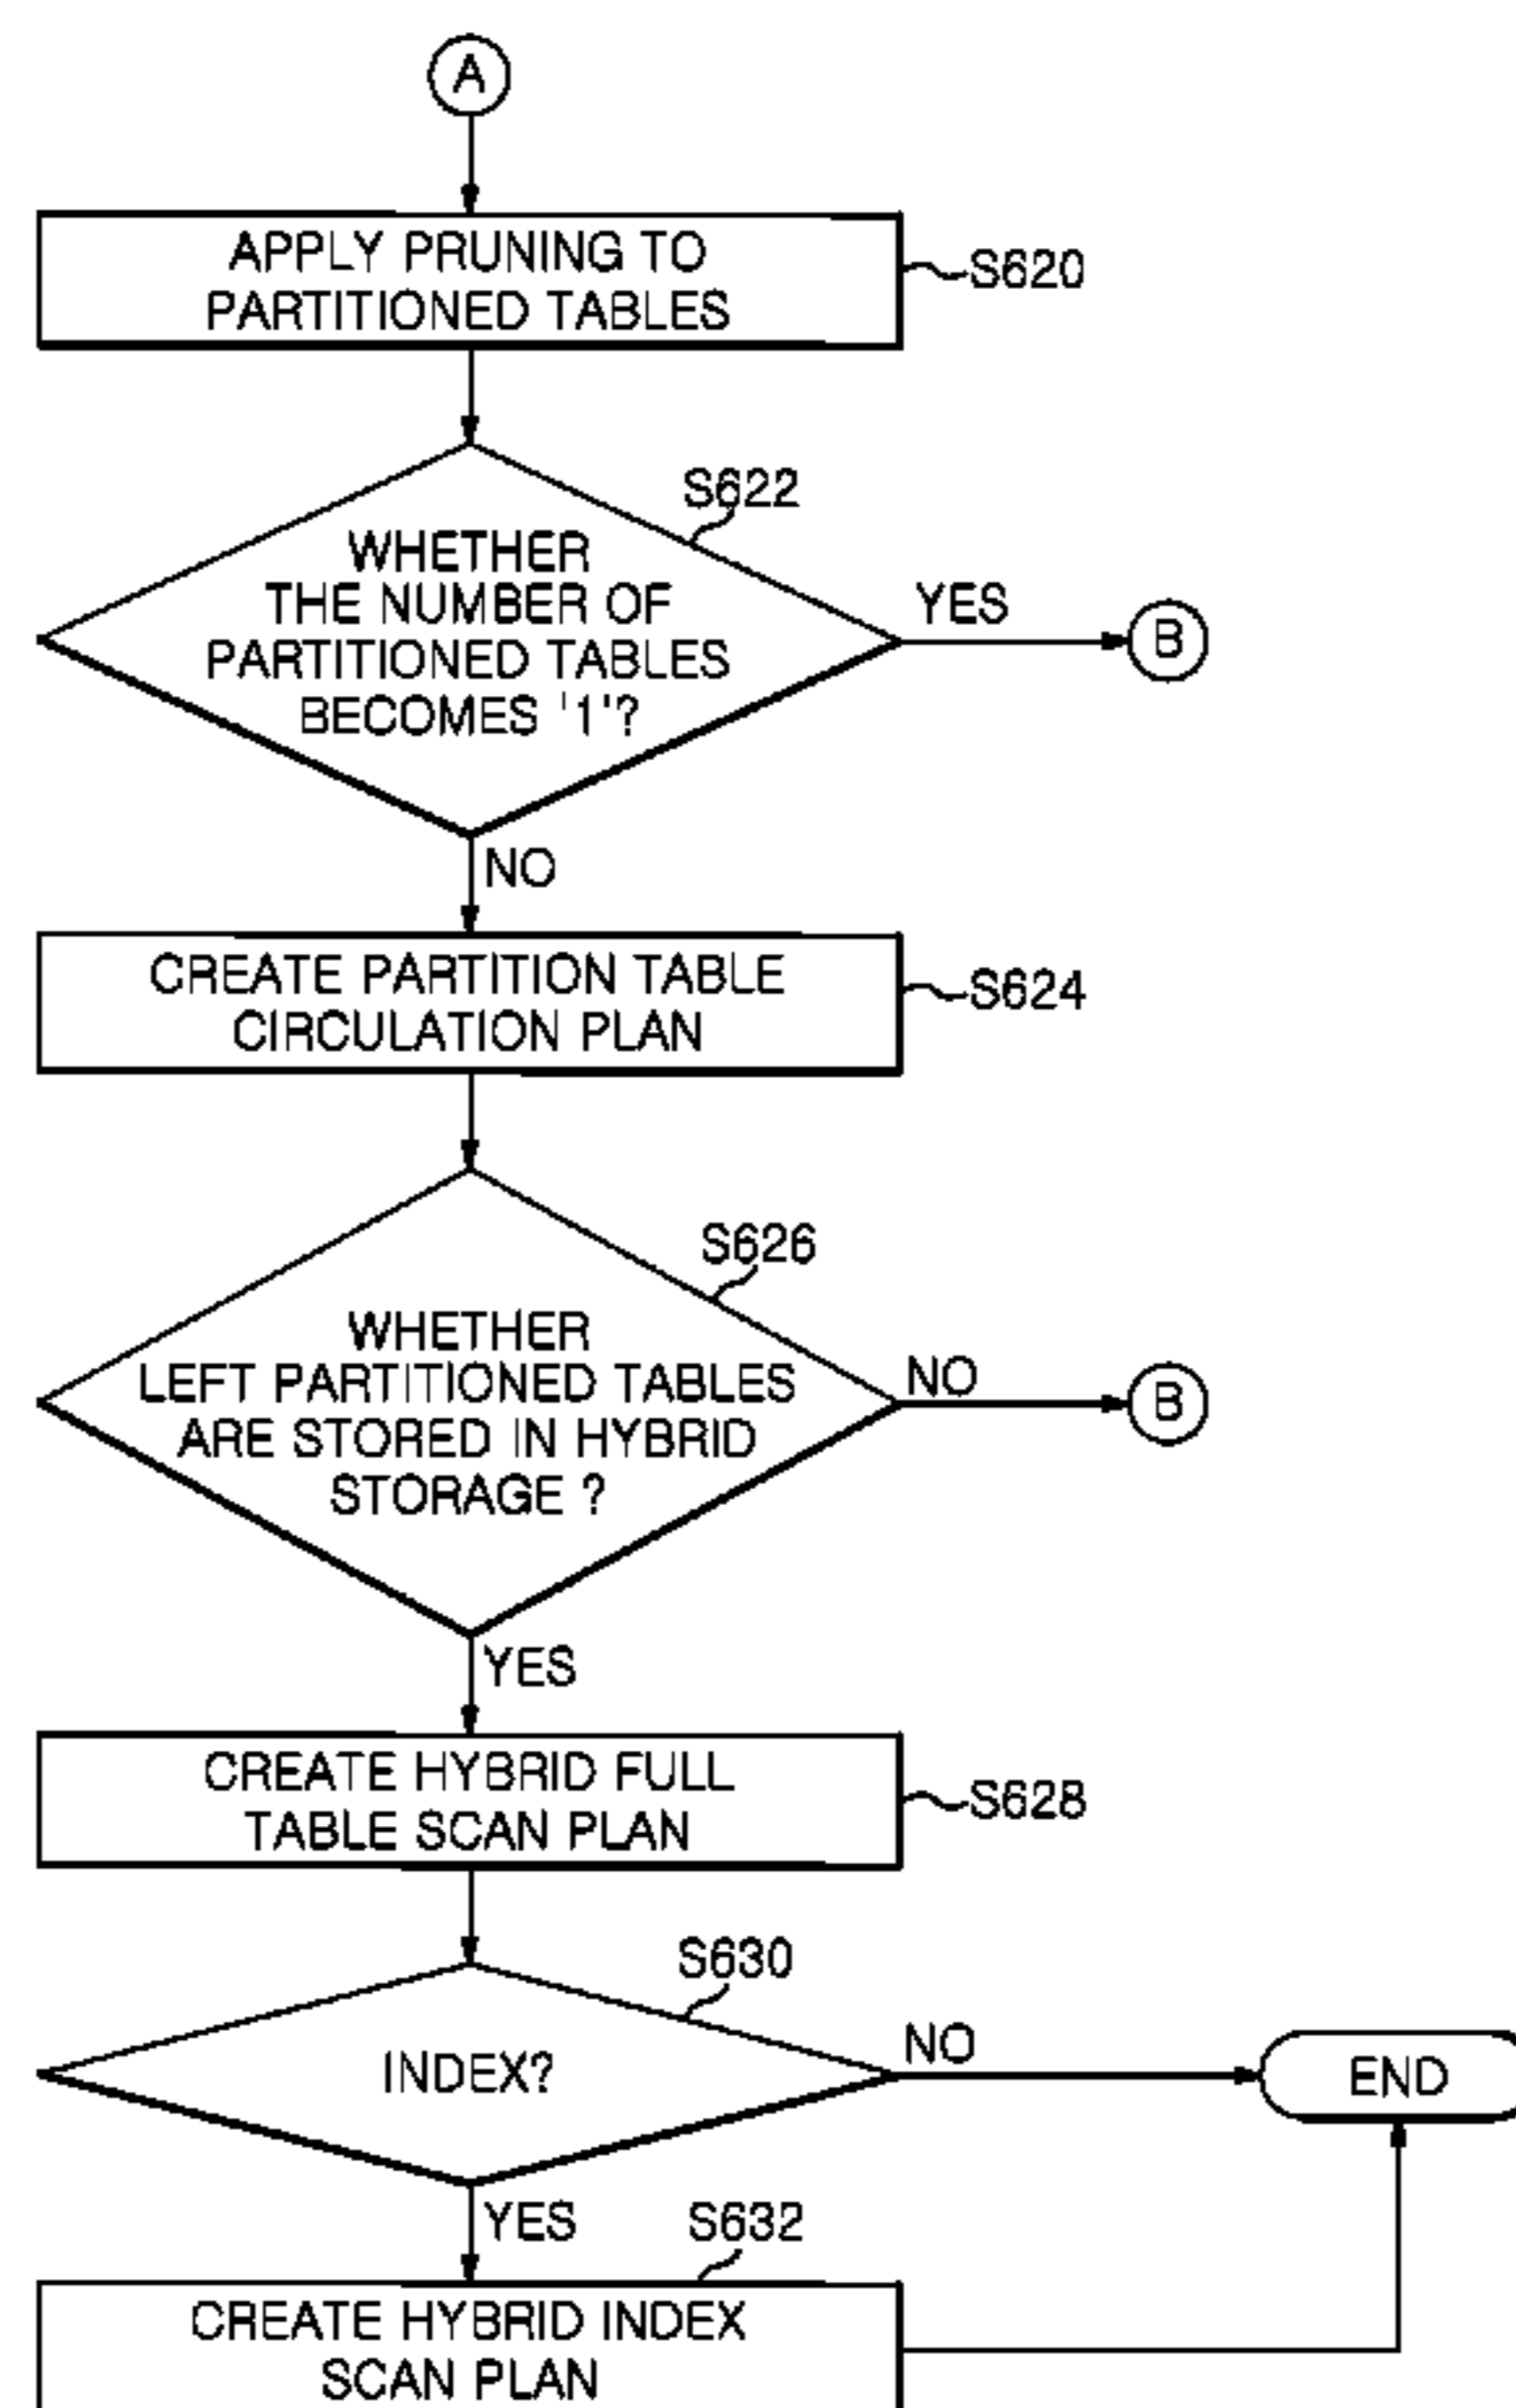 A
APPLY PRUNING TO
PARTITIONED TABLES
S620
S622
WHETHER
THE NUMBER OF
PARTITIONED TABLES
BECOMES '1'?
YES
B
NO
CREATE PARTITION TABLE
CIRCULATION PLAN
S624
S626
WHETHER
LEFT PARTITIONED TABLES
ARE STORED IN HYBRID
STORAGE ?
NO
B
YES
CREATE HYBRID FULL
TABLE SCAN PLAN
S628
S630
INDEX?
NO
END
YES
S632
CREATE HYBRID INDEX
SCAN PLAN